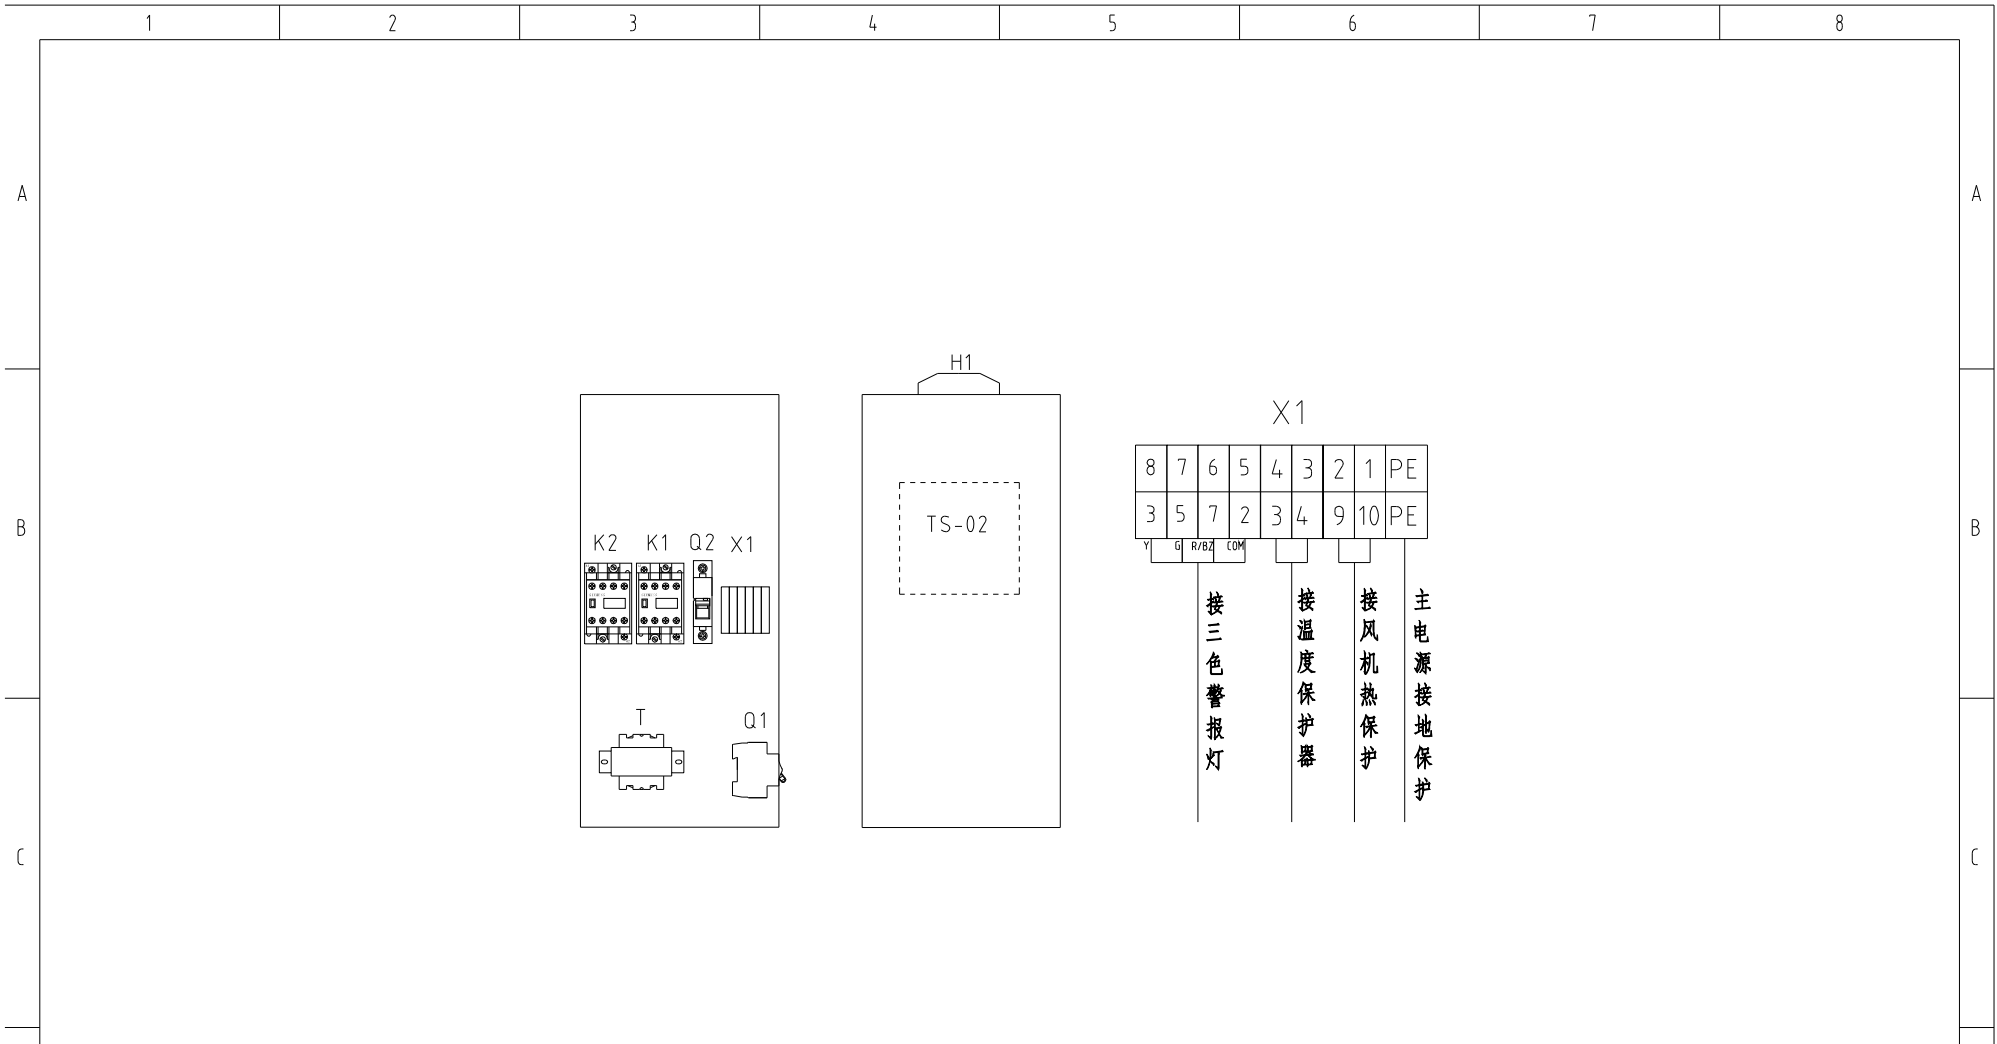 1 2 3 4 5 6 7 8
A A
H1
X1
8 7 6 5 4 3 2 1 PE
3 5 7 2 3 4 9 10 PE
Y G R/BZ COM
B B
TS-02
K2 K1 Q2 X1
接三色警报灯
接温度保护器
接风机热保护
主电源接地保护
T Q1
C C